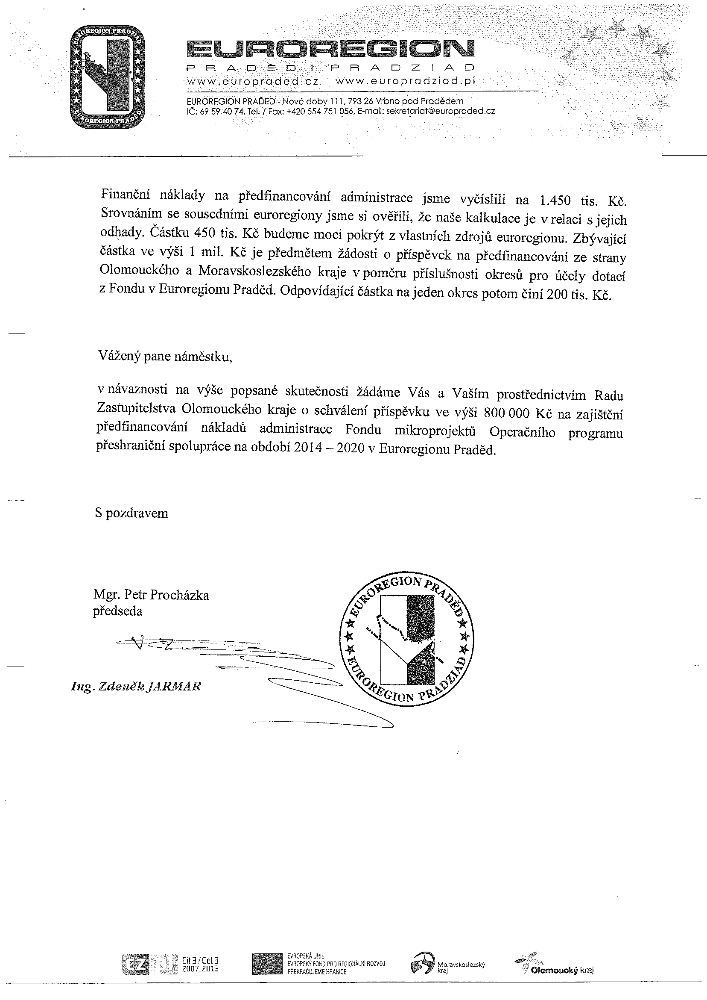 EUROREGION PRADZIAD
EUROREGION PRADĚD
EUROREGION
PRADĚD | PRADZIAD
www.europraded.cz www.europradziad.pl
EUROREGION PRADĚD - Nové doby 111, 793 26 Vrbno pod Pradědem
IČ: 69 59 40 74, Tel. / Fax: +420 554 751 056, E-mail: sekretariat@europraded.cz
Finanční náklady na předfinancování administrace jsme vyčíslili na 1.450 tis. Kč.
Srovnáním se sousedními euroregiony jsme si ověřili, že naše kalkulace je v relaci s jejich
odhady. Částku 450 tis. Kč budeme moci pokrýt z vlastních zdrojů euroregionu. Zbývající
částka ve výši 1 mil. Kč je předmětem žádosti o příspěvek na předfinancování ze strany
Olomouckého a Moravskoslezského kraje v poměru příslušnosti okresů pro účely dotací
z Fondu v Euroregionu Praděd. Odpovídající částka na jeden okres potom činí 200 tis. Kč.
Vážený pane náměstku,
v návaznosti na výše popsané skutečnosti žádáme Vás a Vaším prostřednictvím Radu
Zastupitelstva Olomouckého kraje o schválení příspěvku ve výši 800 000 Kč na zajištění
předfinancování nákladů administrace Fondu mikroprojektů Operačního programu
přeshraniční spolupráce na období 2014 – 2020 v Euroregionu Praděd.
S pozdravem
Mgr. Petr Procházka
předseda
Ing. Zdeněk JARMAR
EUROREGION PRADĚD
EUROREGION PRADZIAD
CZ PL
Cíl 3 / Cel 3
2007-2013
EVROPSKÁ UNIE
EVROPSKÝ FOND PRO REGIONÁLNÍ ROZVOJ
PŘEKRAČUJEME HRANICE
Moravskoslezský
kraj
Olomoucký kraj